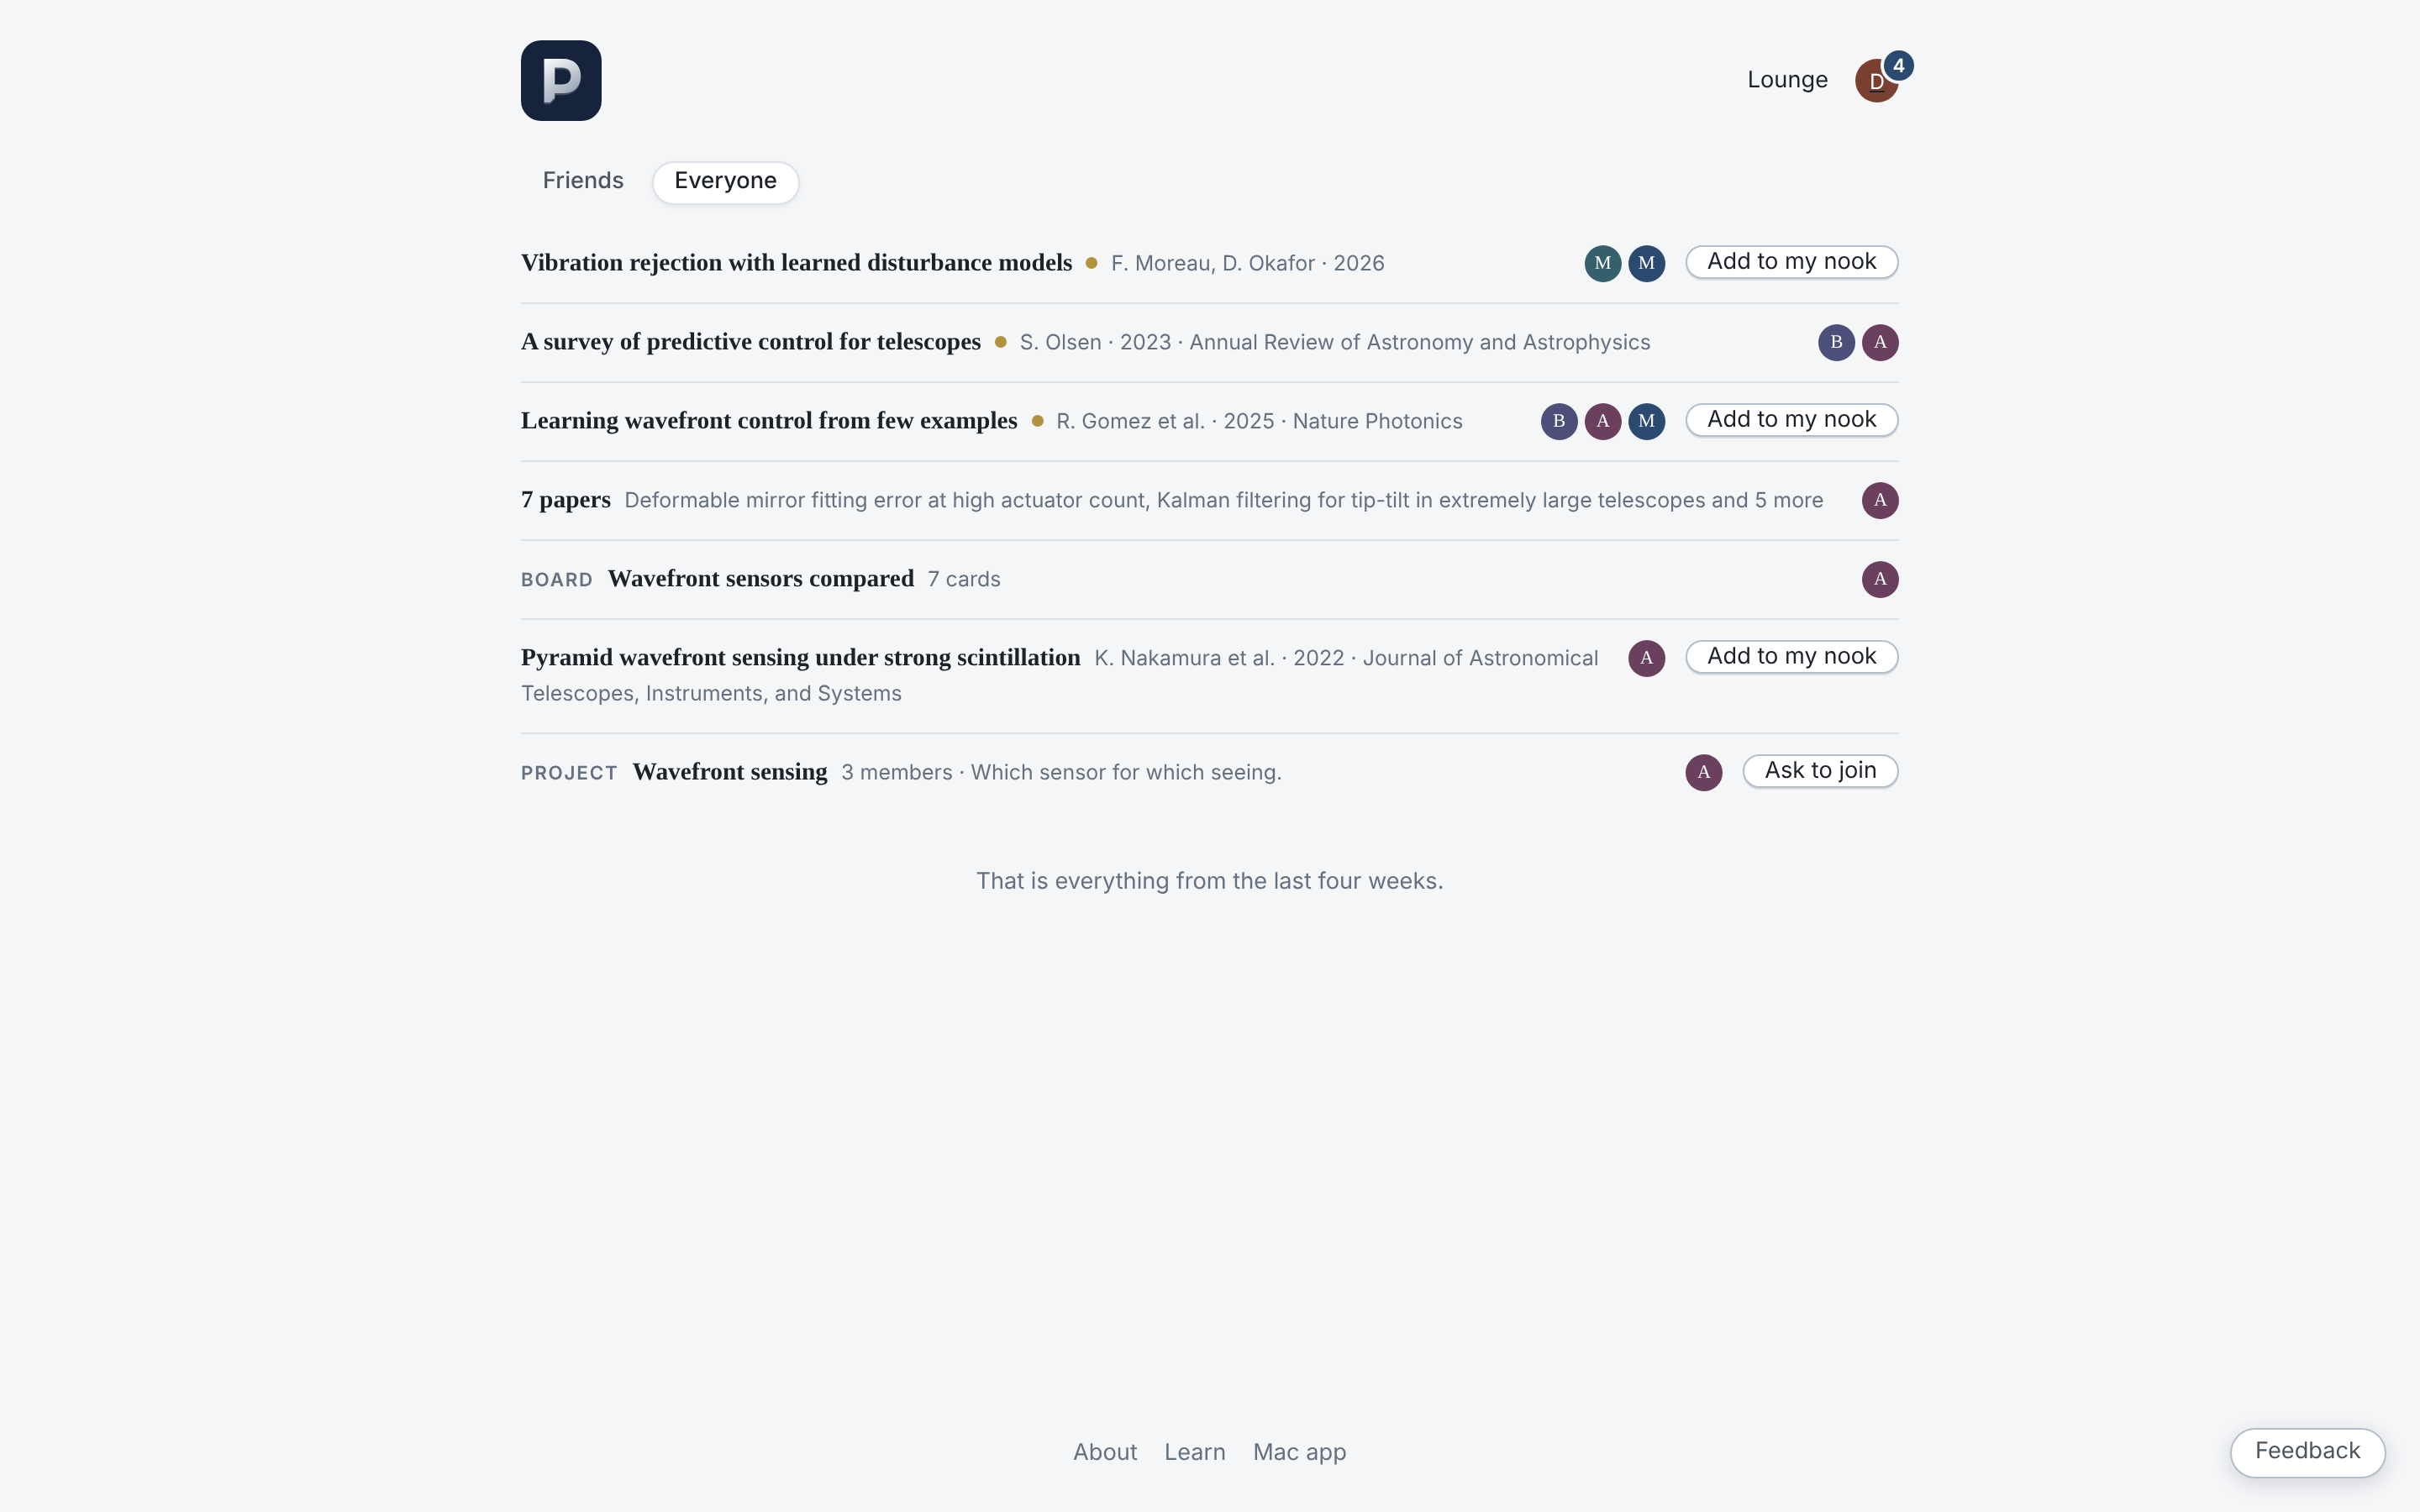 P
Lounge D 4
Friends Everyone
Vibration rejection with learned disturbance models F. Moreau, D. Okafor · 2026 M M Add to my nook
A survey of predictive control for telescopes S. Olsen · 2023 · Annual Review of Astronomy and Astrophysics B A
Learning wavefront control from few examples R. Gomez et al. · 2025 · Nature Photonics B A M Add to my nook
7 papers Deformable mirror fitting error at high actuator count, Kalman filtering for tip-tilt in extremely large telescopes and 5 more A
BOARD Wavefront sensors compared 7 cards A
Pyramid wavefront sensing under strong scintillation K. Nakamura et al. · 2022 · Journal of Astronomical A Add to my nook
Telescopes, Instruments, and Systems
PROJECT Wavefront sensing 3 members · Which sensor for which seeing. A Ask to join
That is everything from the last four weeks.
About Learn Mac app
Feedback